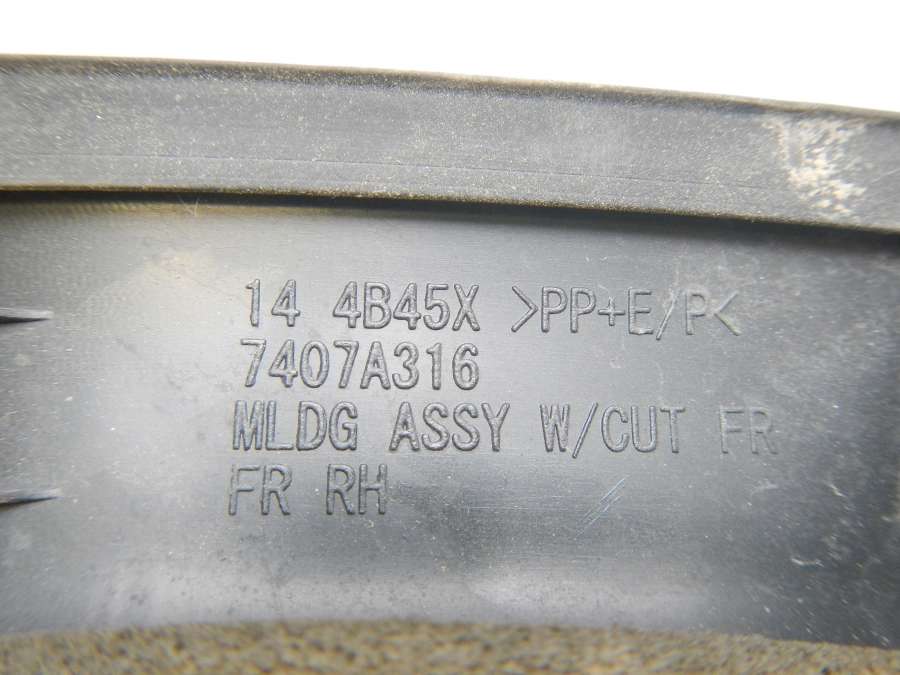 14 4B45X >PP+E/P<
7407A316
MLDG ASSY W/CUT FR
FR RH